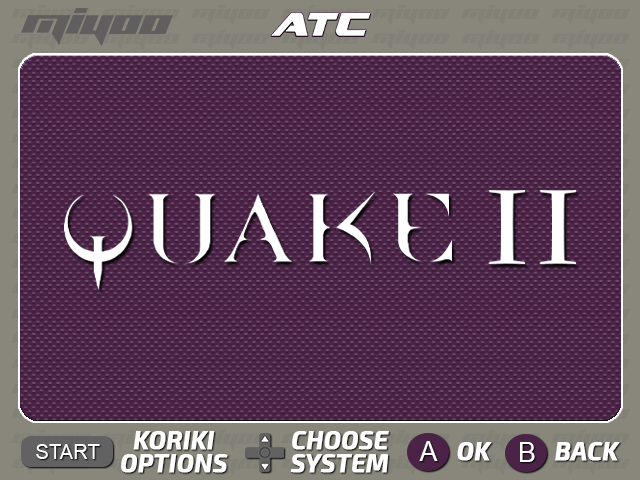 miyoo
ATC
QUAKE II
START
KORIKI
OPTIONS
CHOOSE
SYSTEM
A OK
B BACK